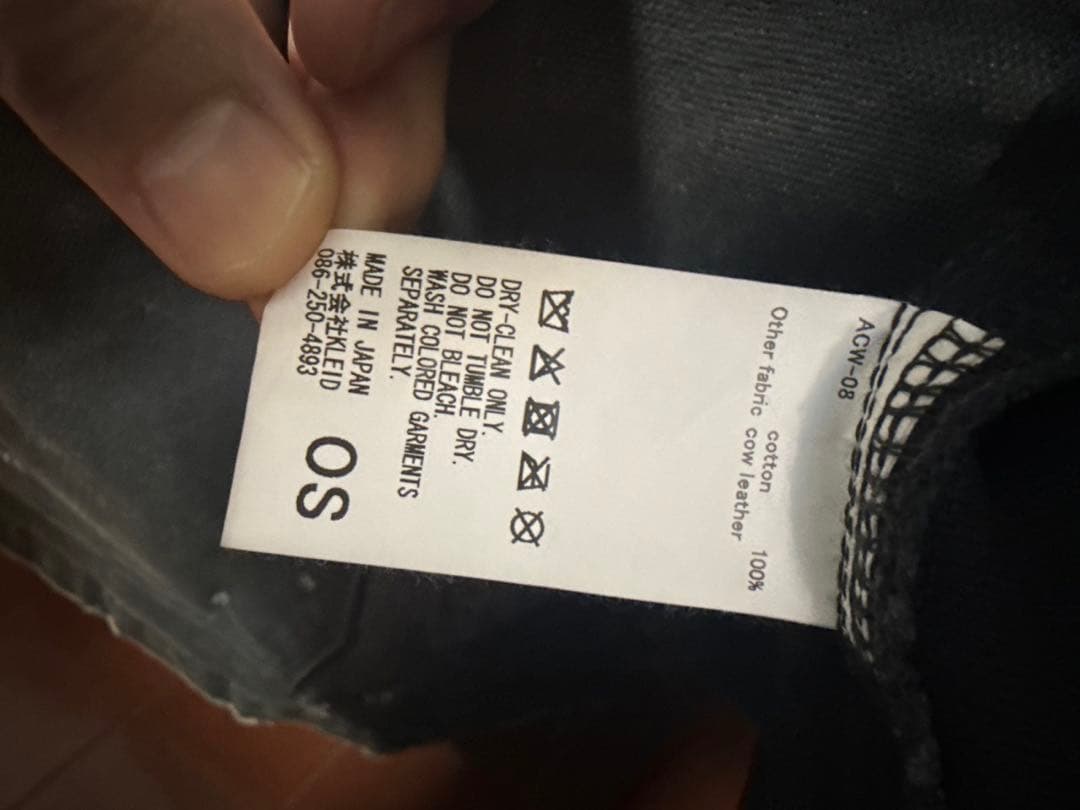 ACW-08
cotton 100%
Other fabric cow leather
DRY-CLEAN ONLY.
DO NOT TUMBLE DRY.
DO NOT BLEACH.
WASH COLORED GARMENTS
SEPARATELY.
MADE IN JAPAN
株式会社KLEID
086-250-4893
OS